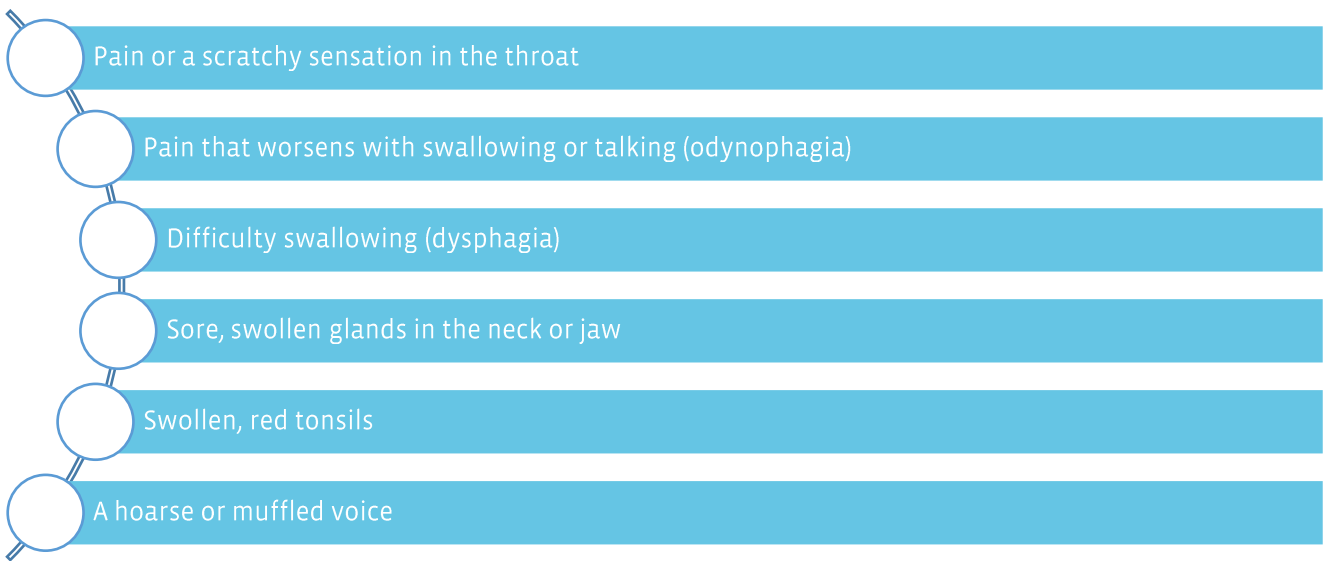 Pain or a scratchy sensation in the throat
Pain that worsens with swallowing or talking (odynophagia)
Difficulty swallowing (dysphagia)
Sore, swollen glands in the neck or jaw
Swollen, red tonsils
A hoarse or muffled voice